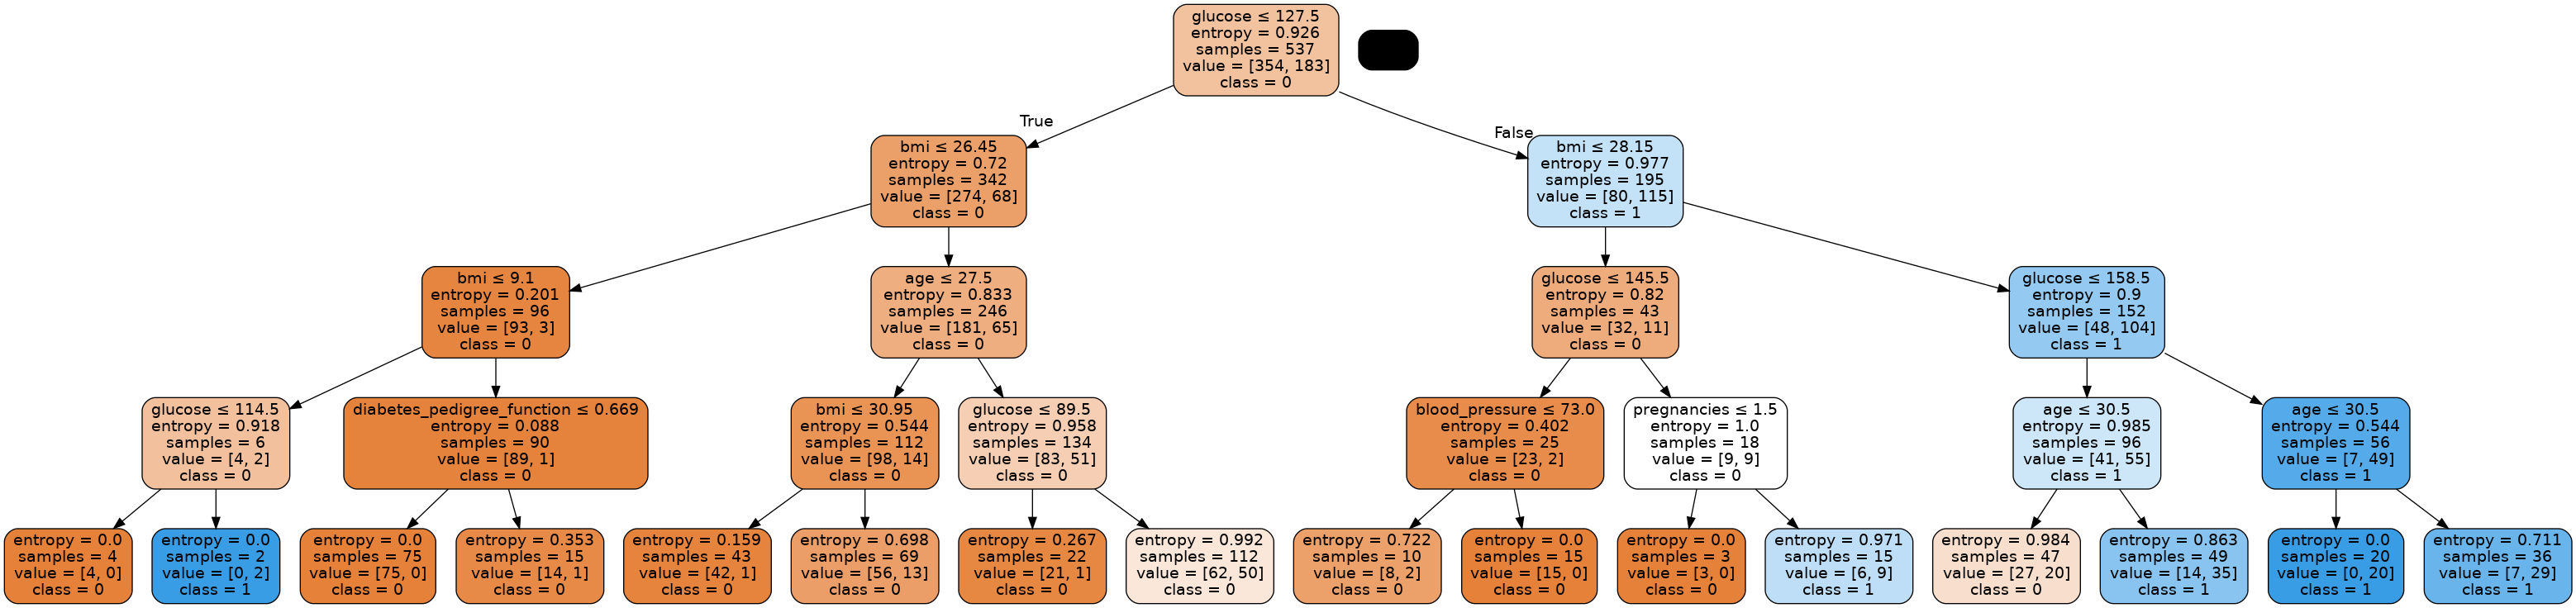 glucose ≤ 127.5
entropy = 0.926
samples = 537
value = [354, 183]
class = 0
True
False
bmi ≤ 26.45
entropy = 0.72
samples = 342
value = [274, 68]
class = 0
bmi ≤ 28.15
entropy = 0.977
samples = 195
value = [80, 115]
class = 1
bmi ≤ 9.1
entropy = 0.201
samples = 96
value = [93, 3]
class = 0
age ≤ 27.5
entropy = 0.833
samples = 246
value = [181, 65]
class = 0
glucose ≤ 145.5
entropy = 0.82
samples = 43
value = [32, 11]
class = 0
glucose ≤ 158.5
entropy = 0.9
samples = 152
value = [48, 104]
class = 1
glucose ≤ 114.5
entropy = 0.918
samples = 6
value = [4, 2]
class = 0
diabetes_pedigree_function ≤ 0.669
entropy = 0.088
samples = 90
value = [89, 1]
class = 0
bmi ≤ 30.95
entropy = 0.544
samples = 112
value = [98, 14]
class = 0
glucose ≤ 89.5
entropy = 0.958
samples = 134
value = [83, 51]
class = 0
blood_pressure ≤ 73.0
entropy = 0.402
samples = 25
value = [23, 2]
class = 0
pregnancies ≤ 1.5
entropy = 1.0
samples = 18
value = [9, 9]
class = 0
age ≤ 30.5
entropy = 0.985
samples = 96
value = [41, 55]
class = 1
age ≤ 30.5
entropy = 0.544
samples = 56
value = [7, 49]
class = 1
entropy = 0.0
samples = 4
value = [4, 0]
class = 0
entropy = 0.0
samples = 2
value = [0, 2]
class = 1
entropy = 0.0
samples = 75
value = [75, 0]
class = 0
entropy = 0.353
samples = 15
value = [14, 1]
class = 0
entropy = 0.159
samples = 43
value = [42, 1]
class = 0
entropy = 0.698
samples = 69
value = [56, 13]
class = 0
entropy = 0.267
samples = 22
value = [21, 1]
class = 0
entropy = 0.992
samples = 112
value = [62, 50]
class = 0
entropy = 0.722
samples = 10
value = [8, 2]
class = 0
entropy = 0.0
samples = 15
value = [15, 0]
class = 0
entropy = 0.0
samples = 3
value = [3, 0]
class = 0
entropy = 0.971
samples = 15
value = [6, 9]
class = 1
entropy = 0.984
samples = 47
value = [27, 20]
class = 0
entropy = 0.863
samples = 49
value = [14, 35]
class = 1
entropy = 0.0
samples = 20
value = [0, 20]
class = 1
entropy = 0.711
samples = 36
value = [7, 29]
class = 1